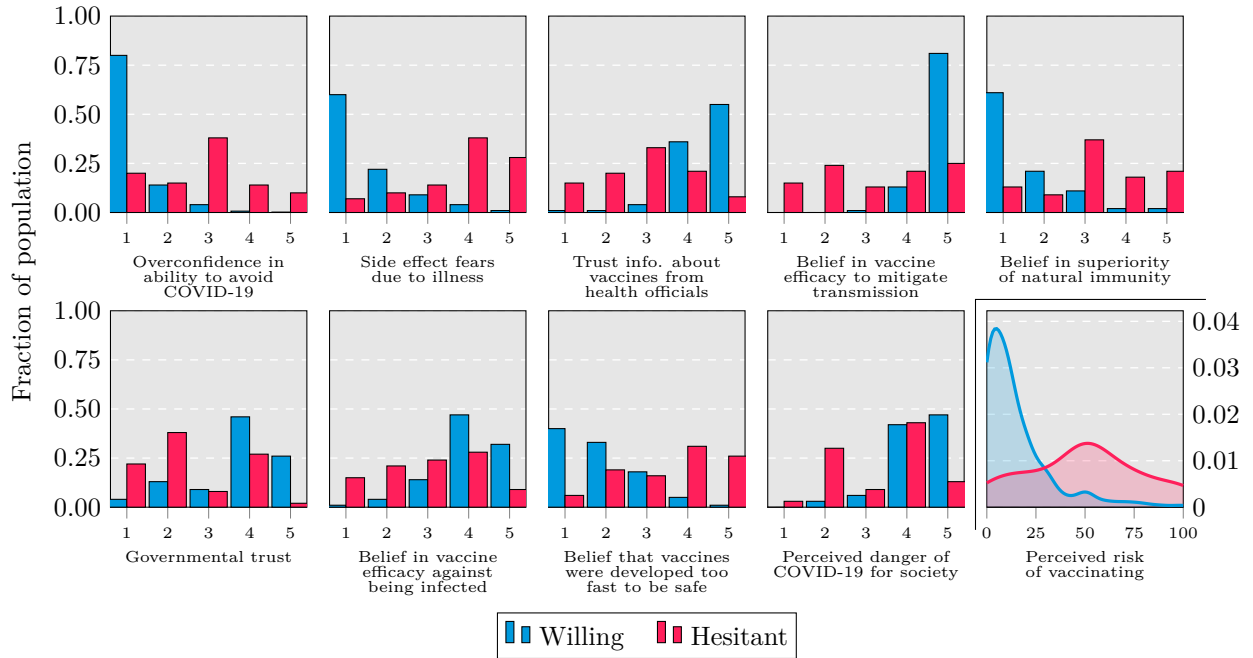 Fraction of population
1.00
0.75
0.50
0.25
0.00
1 2 3 4 5
Overconfidence in
ability to avoid
COVID-19
1 2 3 4 5
Side effect fears
due to illness
1 2 3 4 5
Trust info. about
vaccines from
health officials
1 2 3 4 5
Belief in vaccine
efficacy to mitigate
transmission
1 2 3 4 5
Belief in superiority
of natural immunity
1.00
0.75
0.50
0.25
0.00
1 2 3 4 5
Governmental trust
1 2 3 4 5
Belief in vaccine
efficacy against
being infected
1 2 3 4 5
Belief that vaccines
were developed too
fast to be safe
1 2 3 4 5
Perceived danger of
COVID-19 for society
0.04
0.03
0.02
0.01
0
0 25 50 75 100
Perceived risk
of vaccinating
Willing Hesitant